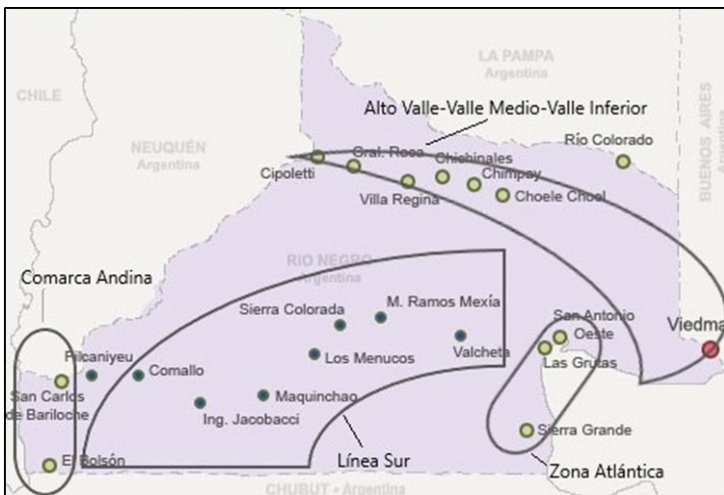 LA PAMPA
Argentina
CHILE
BUENOS AIRES
Alto Valle-Valle Medio-Valle Inferior
NEUQUÉN
Argentina
Río Colorado
Gral. Roca
Chichinales
Cipoletti
Chimpay
Villa Regina
Choele Choel
RIO NEGRO
Argentina
Comarca Andina
Sierra Colorada
M. Ramos Mexía
San Antonio
Oeste
Viedma
Pilcaniyeu
Comallo
Los Menucos
Valcheta
Las Grutas
San Carlos
de Bariloche
Maquinchao
Ing. Jacobacci
Sierra Grande
El Bolsón
Línea Sur
Zona Atlántica
CHUBUT • Argentina